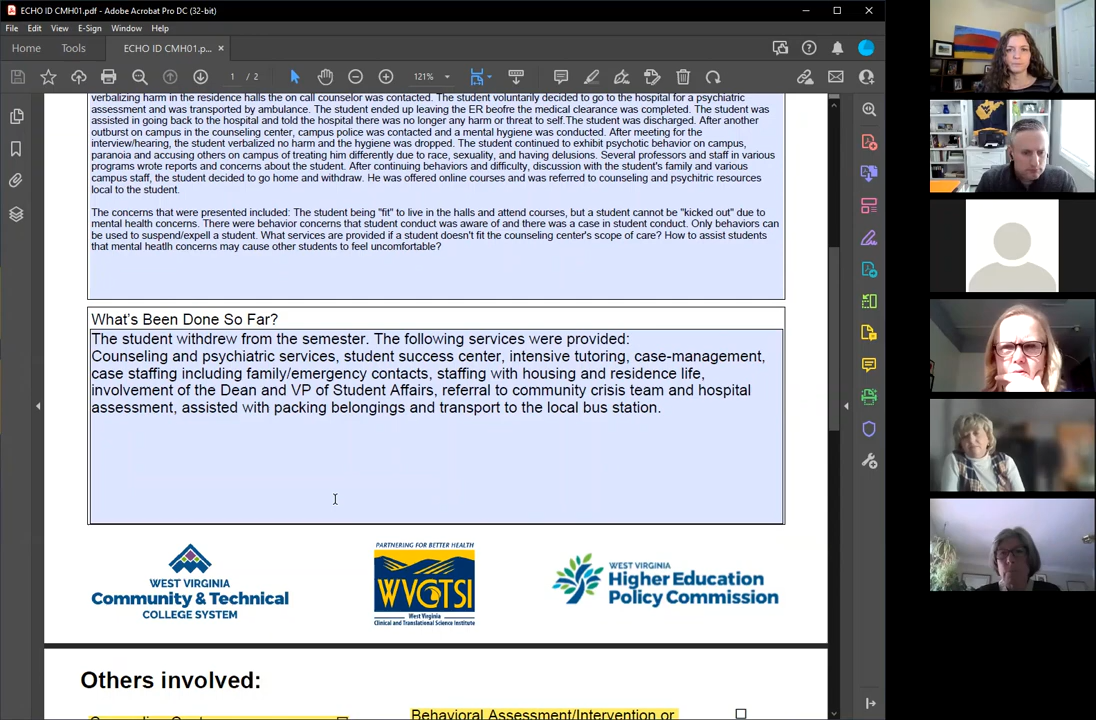 ECHO ID CMH01.pdf - Adobe Acrobat Pro DC (32-bit)
File Edit View E-Sign Window Help
Home Tools ECHO ID CMH01.p... ×
1 / 2 121%
verbalizing harm in the residence halls the on call counselor was contacted. The student voluntarily decided to go to the hospital for a psychiatric
assessment and was transported by ambulance. The student ended up leaving the ER beofre the medical clearance was completed. The student was
assisted in going back to the hospital and told the hospital there was no longer any harm or threat to self.The student was discharged. After another
outburst on campus in the counseling center, campus police was contacted and a mental hygiene was conducted. After meeting for the
interview/hearing, the student verbalized no harm and the hygiene was dropped. The student continued to exhibit psychotic behavior on campus,
paranoia and accusing others on campus of treating him differently due to race, sexuality, and having delusions. Several professors and staff in various
programs wrote reports and concerns about the student. After continuing behaviors and difficulty, discussion with the student's family and various
campus staff, the student decided to go home and withdraw. He was offered online courses and was referred to counseling and psychitric resources
local to the student.
The concerns that were presented included: The student being "fit" to live in the halls and attend courses, but a student cannot be "kicked out" due to
mental health concerns. There were behavior concerns that student conduct was aware of and there was a case in student conduct. Only behaviors can
be used to suspend/expell a student. What services are provided if a student doesn't fit the counseling center's scope of care? How to assist students
that mental heatlh concerns may cause other students to feel uncomfortable?
What's Been Done So Far?
The student withdrew from the semester. The following services were provided:
Counseling and psychiatric services, student success center, intensive tutoring, case-management,
case staffing including family/emergency contacts, staffing with housing and residence life,
involvement of the Dean and VP of Student Affairs, referral to community crisis team and hospital
assessment, assisted with packing belongings and transport to the local bus station.
WEST VIRGINIA
Community & Technical
COLLEGE SYSTEM
PARTNERING FOR BETTER HEALTH
WVCTSI
West Virginia
Clinical and Translational Science Institute
WEST VIRGINIA
Higher Education
Policy Commission
Others involved:
Counseling Center
Behavioral Assessment/Intervention or